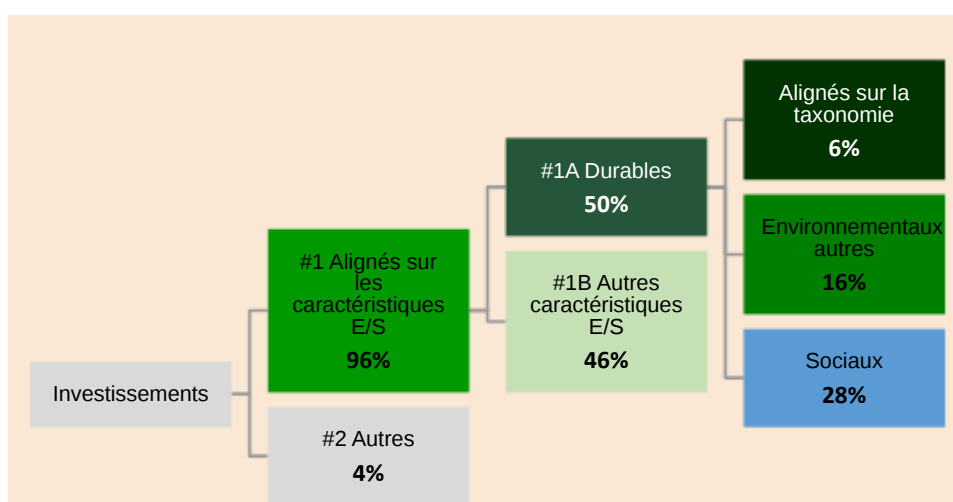 Investissements
#1 Alignés sur
les
caractéristiques
E/S
96%
#2 Autres
4%
#1A Durables
50%
#1B Autres
caractéristiques
E/S
46%
Alignés sur la
taxonomie
6%
Environnementaux
autres
16%
Sociaux
28%